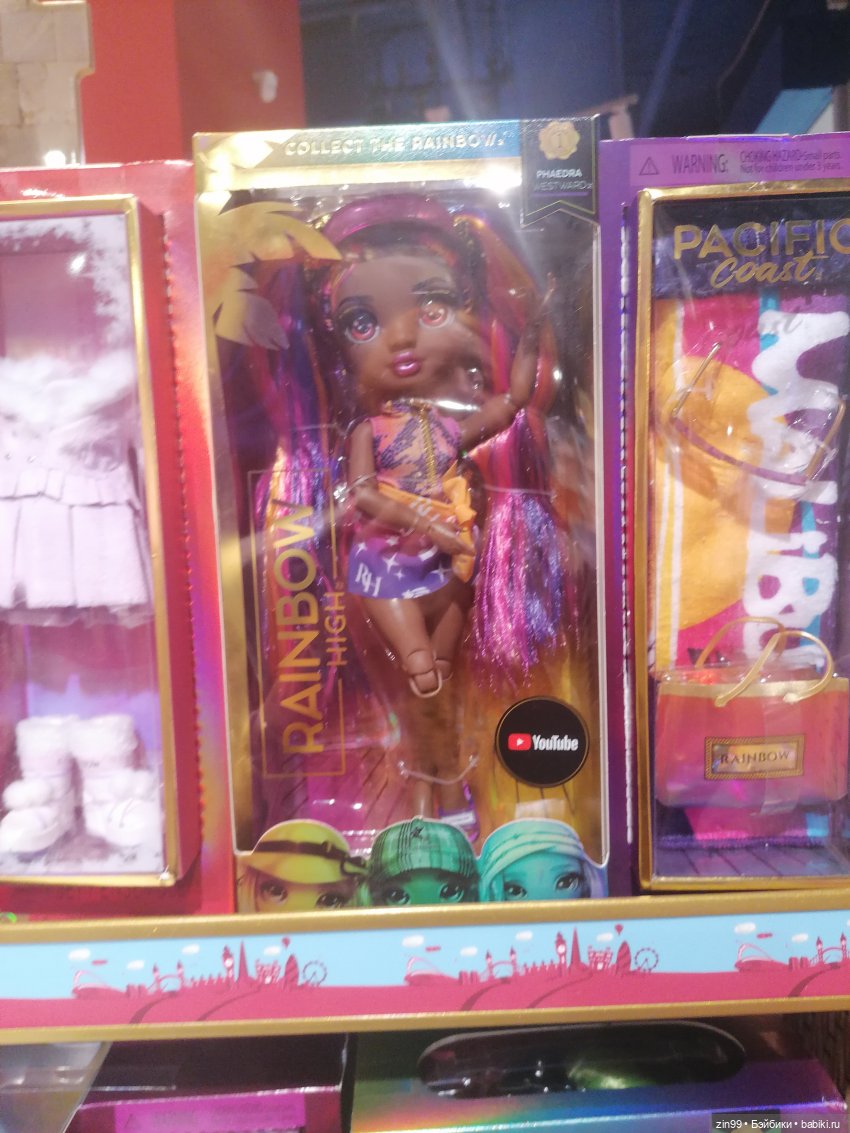 COLLECT THE RAINBOW
PHAEDRA
WESTWARD
WARNING:
CHOKING HAZARD-Small parts.
Not for children under 3 years.
PACIFIC
Coast
RAINBOW
HIGH
RH
YouTube
MALIBU
RAINBOW
zin99 • Бэйбики • babiki.ru